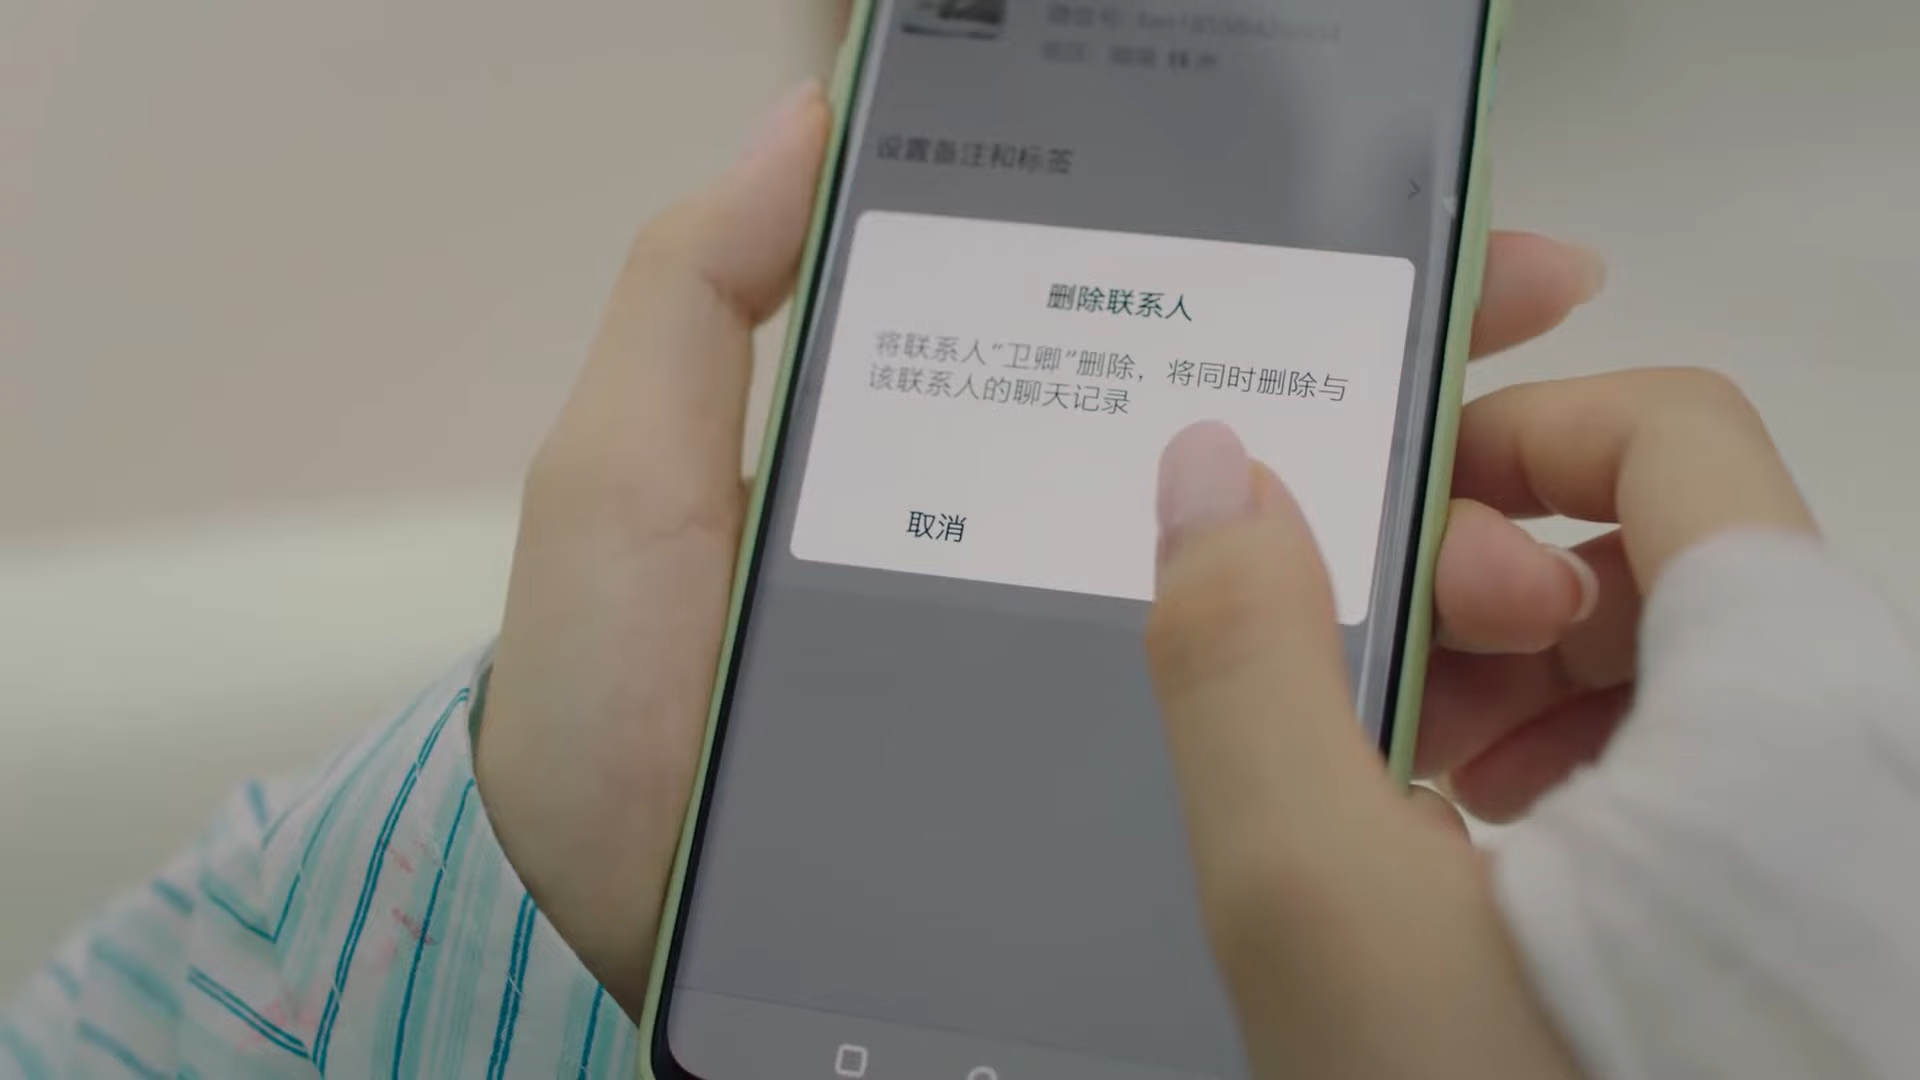 设置备注和标签
删除联系人
将联系人“卫卿”删除，将同时删除与
该联系人的聊天记录
取消